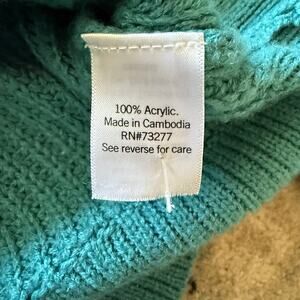 100% Acrylic.
Made in Cambodia
RN#73277
See reverse for care